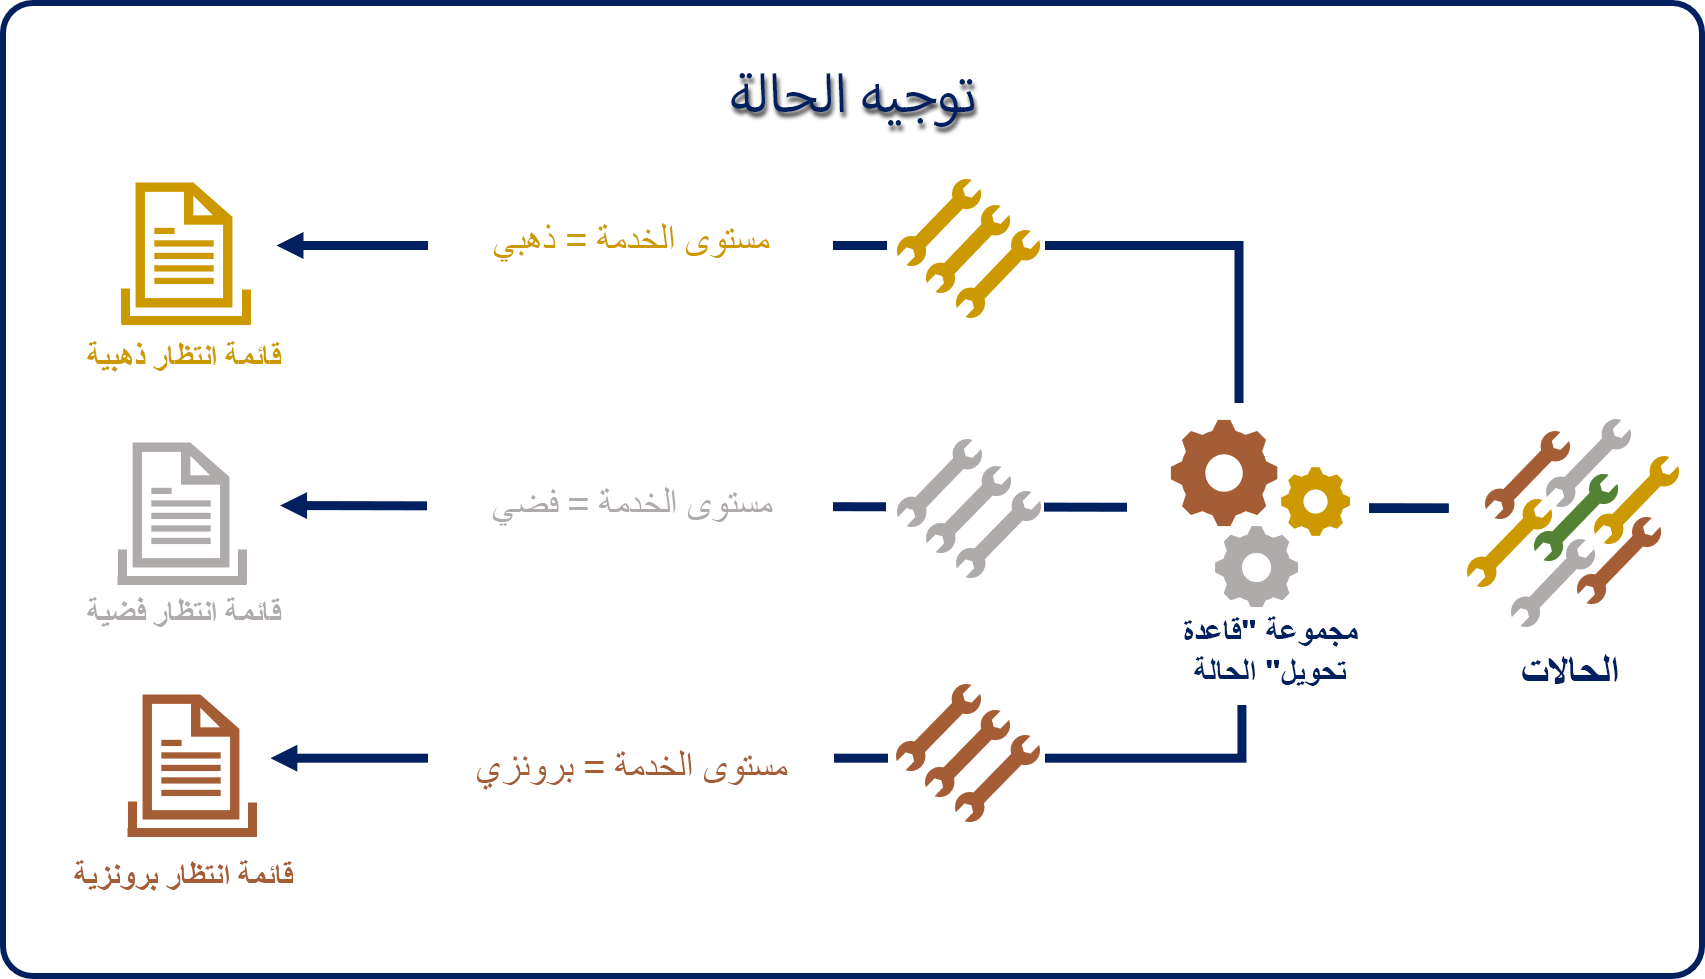 توجيه الحالة
مستوى الخدمة = ذهبي
قائمة انتظار ذهبية
مستوى الخدمة = فضي
قائمة انتظار فضية
مجموعة "قاعدة
تحويل" الحالة
الحالات
مستوى الخدمة = برونزي
قائمة انتظار برونزية